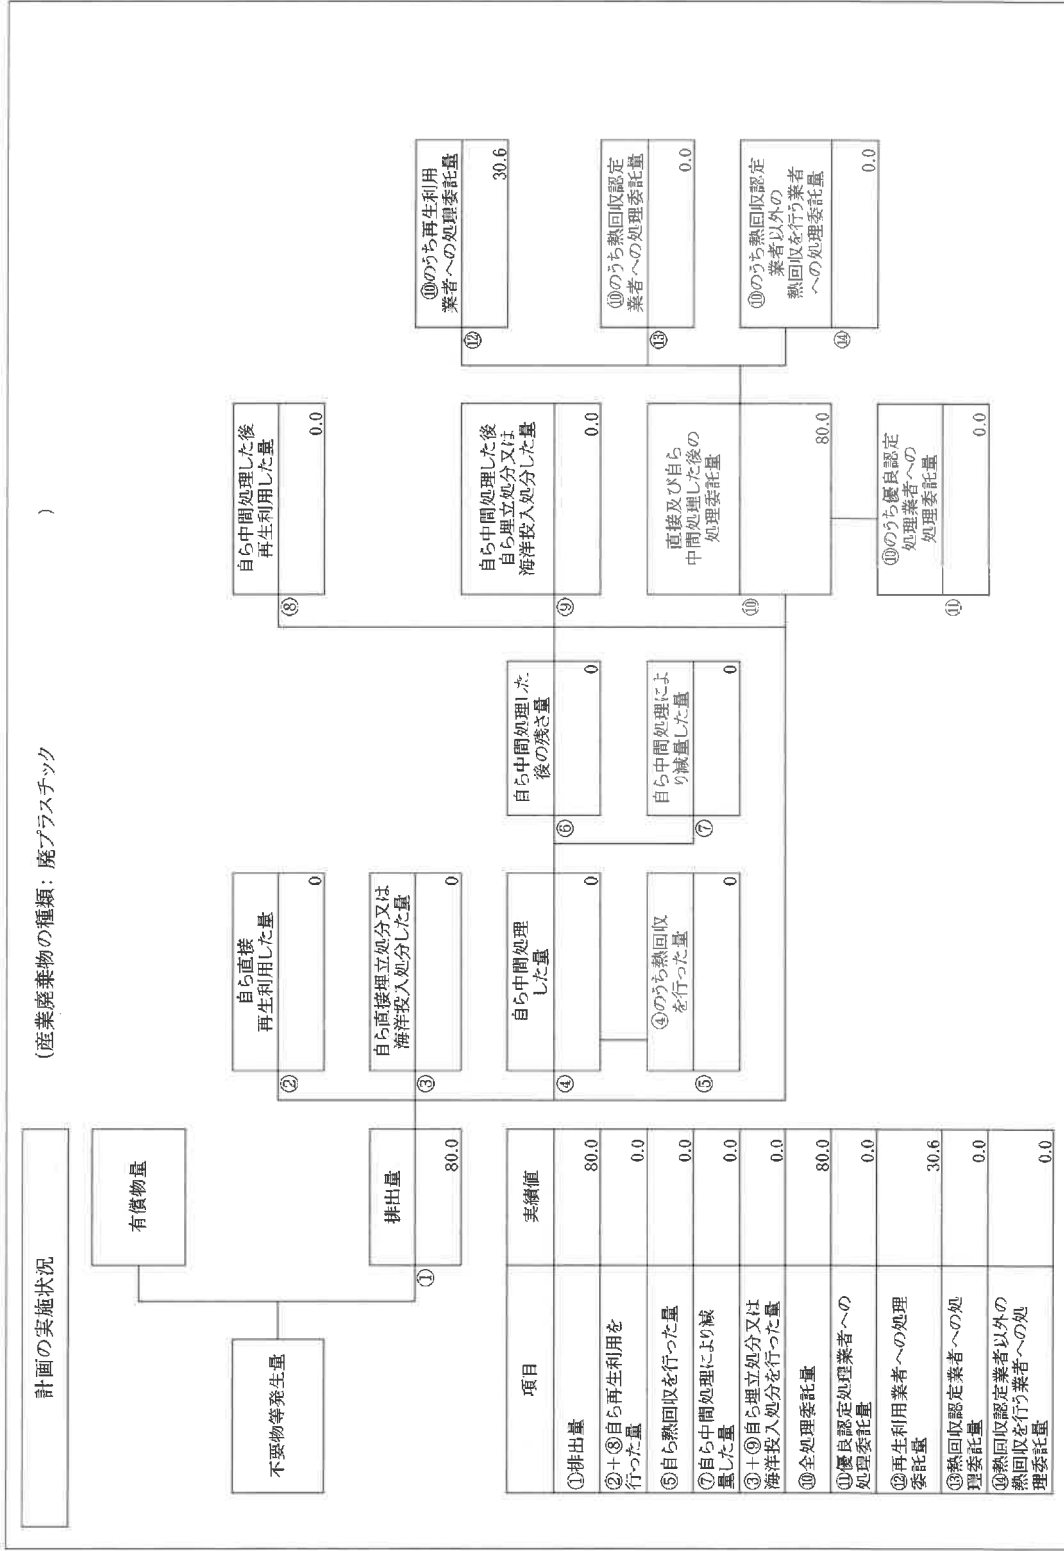 計画の実施状況
(産業廃棄物の種類: 廃プラスチック )
不要物等発生量
有償物量
①
排出量
80.0
②
自ら直接
再生利用した量
0
③
自ら直接埋立処分又は
海洋投入処分した量
0
④
自ら中間処理
した量
0
⑤
④のうち熱回収
を行った量
0
⑥
自ら中間処理した
後の残さ量
0
⑦
自ら中間処理によ
り減量した量
0
⑧
自ら中間処理した後
再生利用した量
0.0
⑨
自ら中間処理した後
自ら埋立処分又は
海洋投入処分した量
0.0
⑩
直接及び自ら
中間処理した後の
処理委託量
80.0
⑪
⑩のうち優良認定
処理業者への
処理委託量
0.0
⑫
⑩のうち再生利用
業者への処理委託量
30.6
⑬
⑩のうち熱回収認定
業者への処理委託量
0.0
⑭
⑩のうち熱回収認定
業者以外の
熱回収を行う業者
への処理委託量
0.0
項目 実績値
①排出量 80.0
②+⑧自ら再生利用を
行った量 0.0
⑤自ら熱回収を行った量 0.0
⑦自ら中間処理により減
量した量 0.0
③+⑨自ら埋立処分又は
海洋投入処分を行った量 0.0
⑩全処理委託量 80.0
⑪優良認定処理業者への
処理委託量 0.0
⑫再生利用業者への処理
委託量 30.6
⑬熱回収認定業者への処
理委託量 0.0
⑭熱回収認定業者以外の
熱回収を行う業者への処
理委託量 0.0